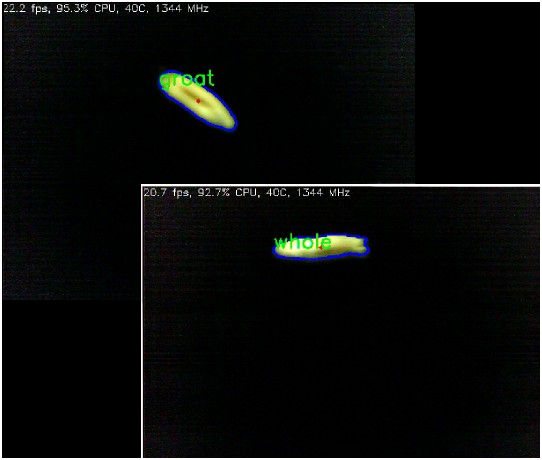 22.2 fps, 95.3% CPU, 40C, 1344 MHz
groat
20.7 fps, 92.7% CPU, 40C, 1344 MHz
whole